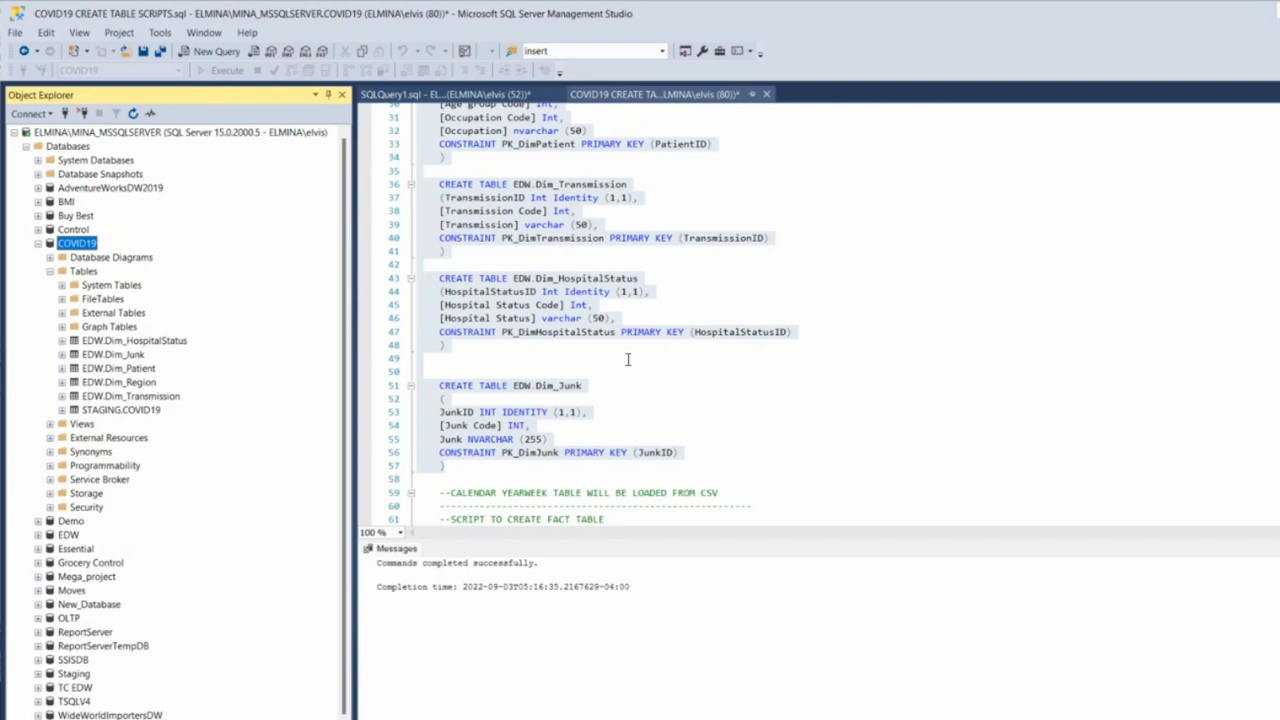 COVID19 CREATE TABLE SCRIPTS.sql - ELMINA\MINA_MSSQLSERVER.COVID19 (ELMINA\elvis (80))* - Microsoft SQL Server Management Studio
File Edit View Project Tools Window Help
New Query
insert
COVID19
Execute
Object Explorer
Connect
ELMINA\MINA_MSSQLSERVER (SQL Server 15.0.2000.5 - ELMINA\elvis)
Databases
System Databases
Database Snapshots
AdventureWorksDW2019
BMI
Buy Best
Control
COVID19
Database Diagrams
Tables
System Tables
FileTables
External Tables
Graph Tables
EDW.Dim_HospitalStatus
EDW.Dim_Junk
EDW.Dim_Patient
EDW.Dim_Region
EDW.Dim_Transmission
STAGING.COVID19
Views
External Resources
Synonyms
Programmability
Service Broker
Storage
Security
Demo
EDW
Essential
Grocery Control
Mega_project
Moves
New_Database
OLTP
ReportServer
ReportServerTempDB
SSISDB
Staging
TC EDW
TSQLV4
WideWorldImportersDW
SQLQuery1.sql - EL...(ELMINA\elvis (52))*
COVID19 CREATE TA...LMINA\elvis (80))*
30 [Age group Code] Int,
31 [Occupation Code] Int,
32 [Occupation] nvarchar (50)
33 CONSTRAINT PK_DimPatient PRIMARY KEY (PatientID)
34 )
35
36 CREATE TABLE EDW.Dim_Transmission
37 (TransmissionID Int Identity (1,1),
38 [Transmission Code] Int,
39 [Transmission] varchar (50),
40 CONSTRAINT PK_DimTransmission PRIMARY KEY (TransmissionID)
41 )
42
43 CREATE TABLE EDW.Dim_HospitalStatus
44 (HospitalStatusID Int Identity (1,1),
45 [Hospital Status Code] Int,
46 [Hospital Status] varchar (50),
47 CONSTRAINT PK_DimHospitalStatus PRIMARY KEY (HospitalStatusID)
48 )
49
50
51 CREATE TABLE EDW.Dim_Junk
52 (
53 JunkID INT IDENTITY (1,1),
54 [Junk Code] INT,
55 Junk NVARCHAR (255)
56 CONSTRAINT PK_DimJunk PRIMARY KEY (JunkID)
57 )
58
59 --CALENDAR YEARWEEK TABLE WILL BE LOADED FROM CSV
60 -------------------------------------------------------
61 --SCRIPT TO CREATE FACT TABLE
100 %
Messages
Commands completed successfully.
Completion time: 2022-09-03T05:16:35.2167629-04:00